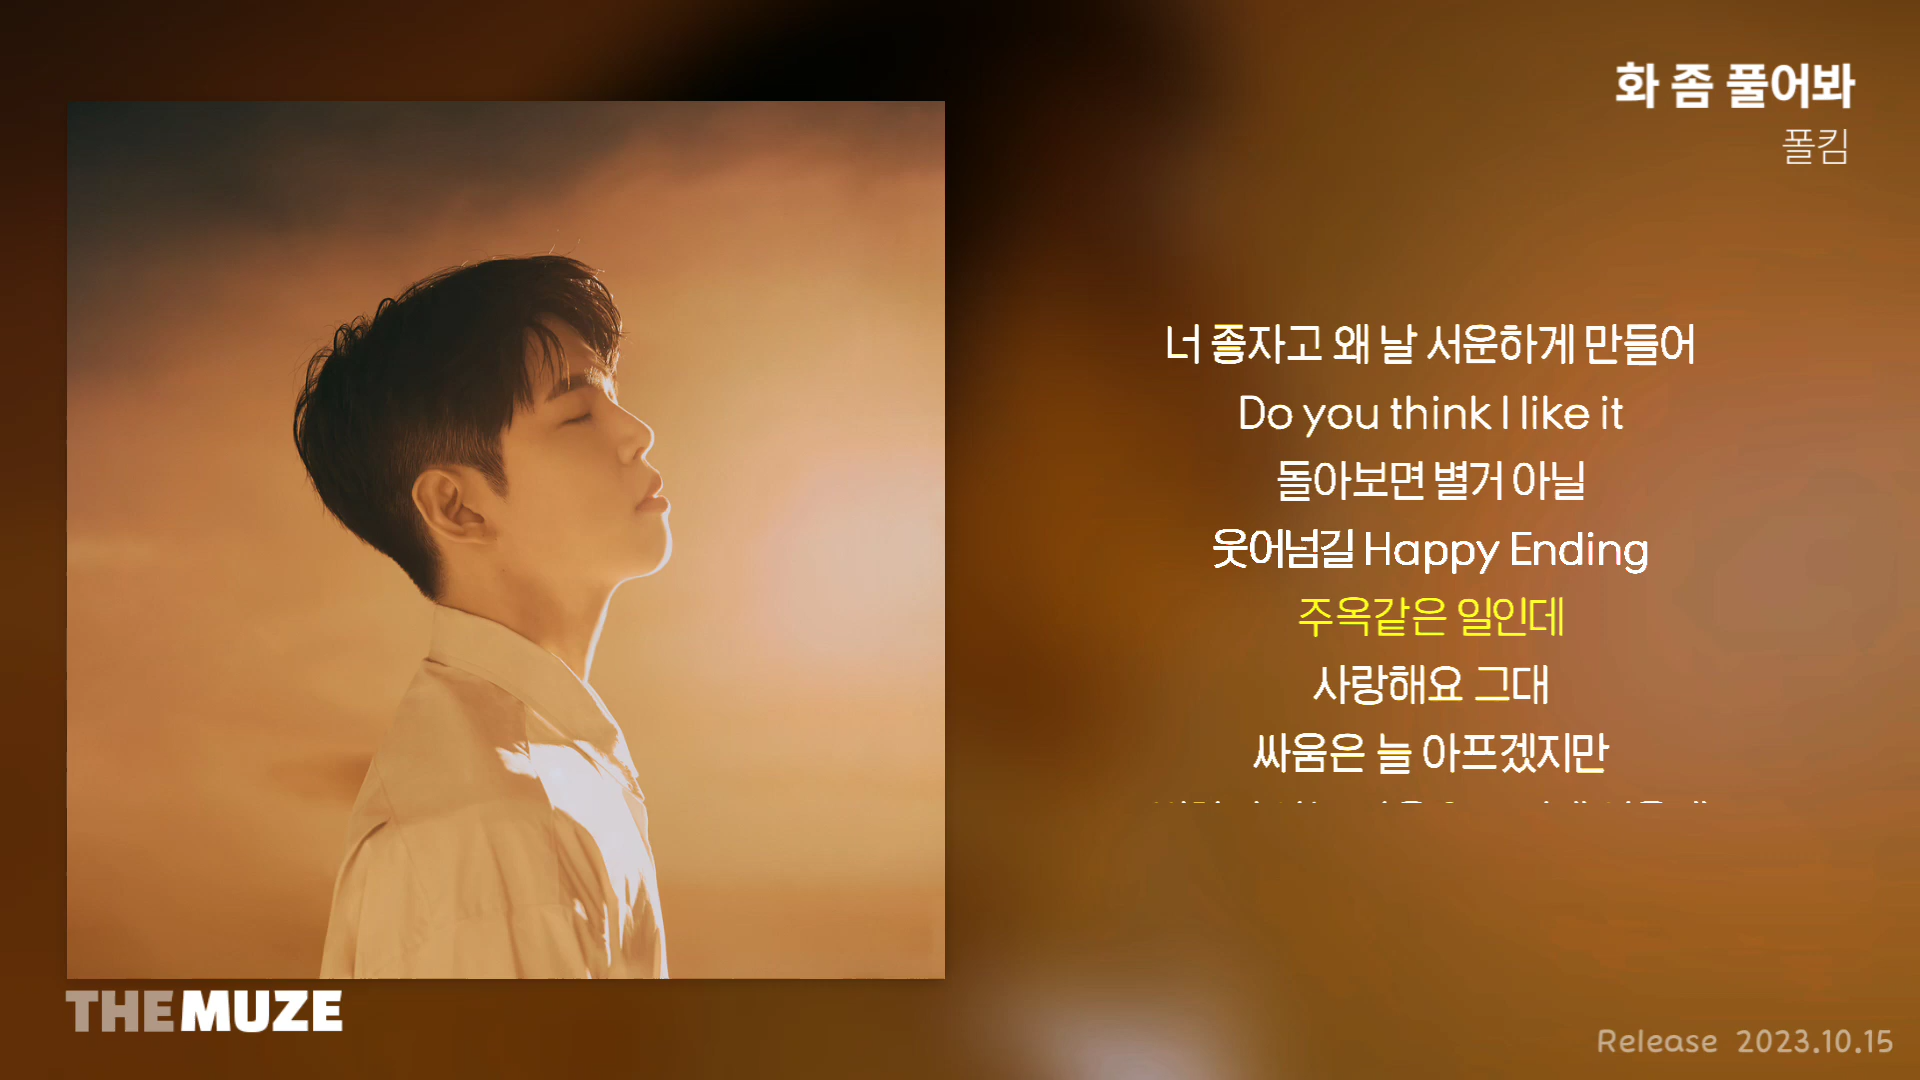 화 좀 풀어봐
폴킴
너 좋자고 왜 날 서운하게 만들어
Do you think I like it
돌아보면 별거 아닐
웃어넘길 Happy Ending
주옥같은 일인데
사랑해요 그대
싸움은 늘 아프겠지만
THEMUZE
Release 2023.10.15